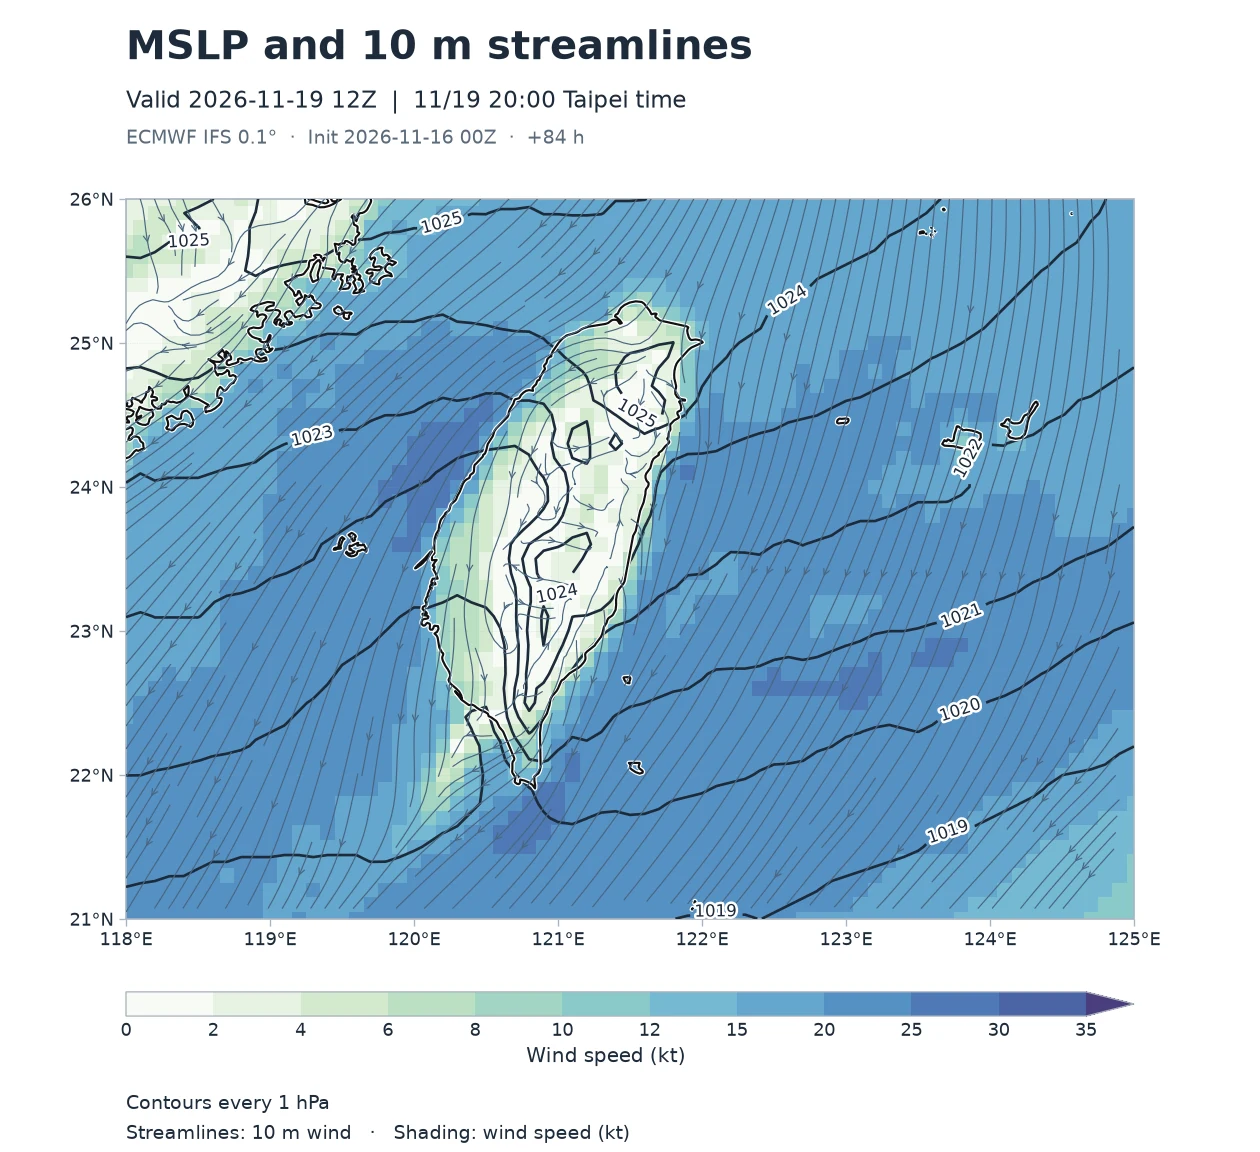 MSLP and 10 m streamlines
Valid 2026-11-19 12Z | 11/19 20:00 Taipei time
ECMWF IFS 0.1° · Init 2026-11-16 00Z · +84 h
26°N
1025
1025
1024
25°N
1025
1023
1022
24°N
1024
23°N
1021
1020
22°N
1019
1019
21°N
118°E 119°E 120°E 121°E 122°E 123°E 124°E 125°E
0 2 4 6 8 10 12 15 20 25 30 35
Wind speed (kt)
Contours every 1 hPa
Streamlines: 10 m wind · Shading: wind speed (kt)